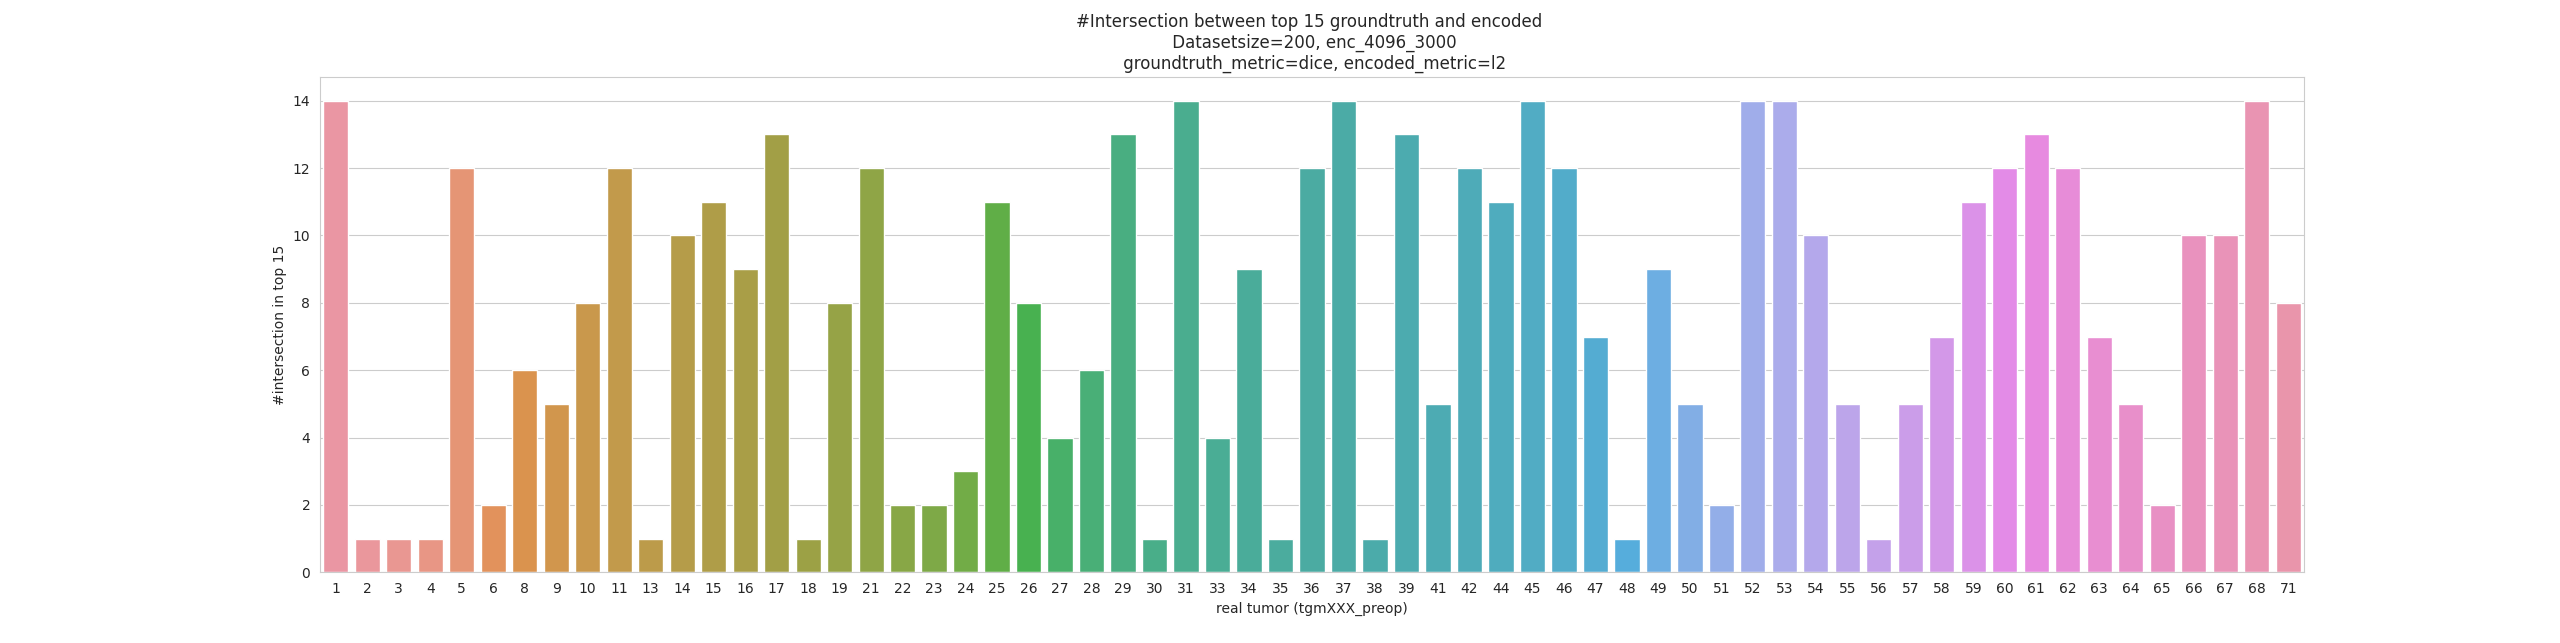 #Intersection between top 15 groundtruth and encoded
Datasetsize=200, enc_4096_3000
groundtruth_metric=dice, encoded_metric=l2
14
12
10
8
6
4
2
0
#intersection in top 15
1 2 3 4 5 6 8 9 10 11 13 14 15 16 17 18 19 21 22 23 24 25 26 27 28 29 30 31 33 34 35 36 37 38 39 41 42 44 45 46 47 48 49 50 51 52 53 54 55 56 57 58 59 60 61 62 63 64 65 66 67 68 71
real tumor (tgmXXX_preop)